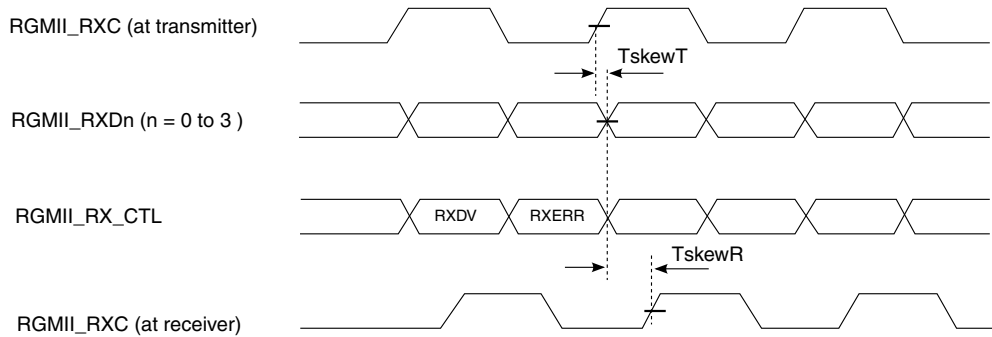 RGMII_RXC (at transmitter)
TskewT
RGMII_RXDn (n = 0 to 3 )
RGMII_RX_CTL
RXDV
RXERR
TskewR
RGMII_RXC (at receiver)